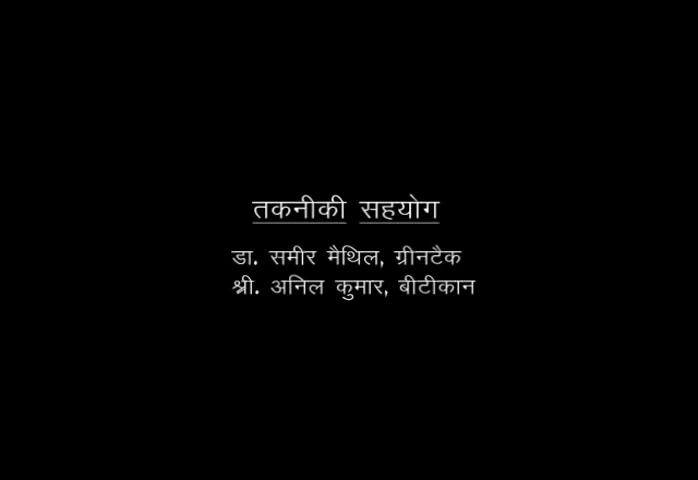 तकनीकी सहयोग
डा. समीर मैथिल, ग्रीनटैक
श्री. अनिल कुमार, बीटीकान